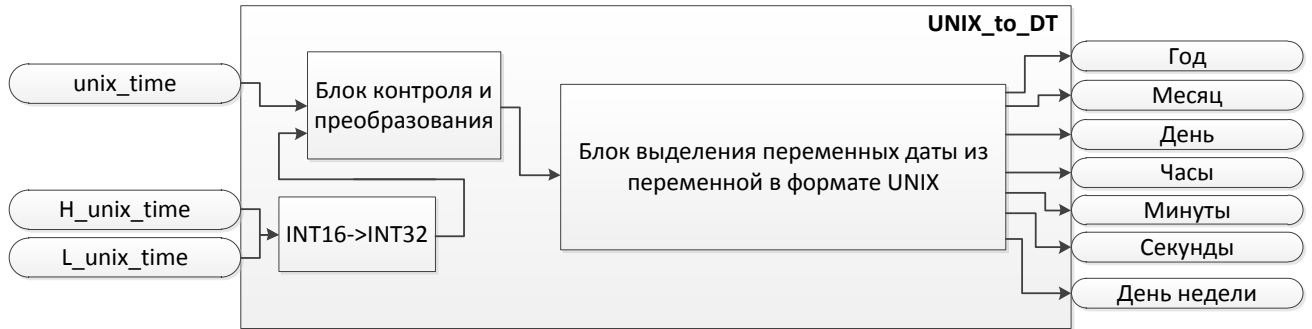 UNIX_to_DT
unix_time
H_unix_time
L_unix_time
Блок контроля и
преобразования
INT16->INT32
Блок выделения переменных даты из
переменной в формате UNIX
Год
Месяц
День
Часы
Минуты
Секунды
День недели